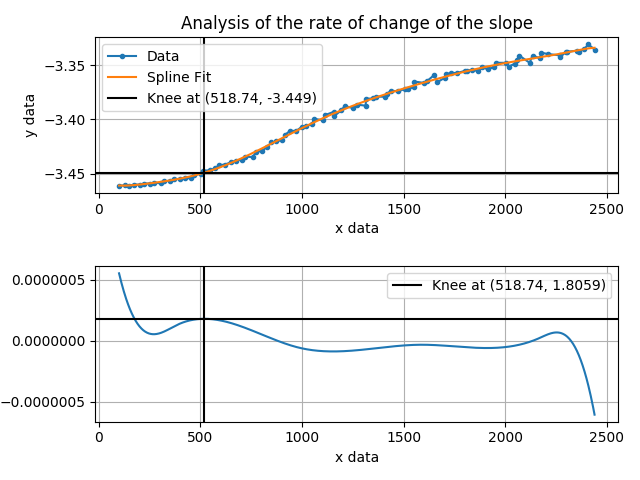 Analysis of the rate of change of the slope
Data
Spline Fit
Knee at (518.74, -3.449)
−3.35
−3.40
−3.45
y data
0 500 1000 1500 2000 2500
x data
Knee at (518.74, 1.8059)
0.0000005
0.0000000
−0.0000005
0 500 1000 1500 2000 2500
x data